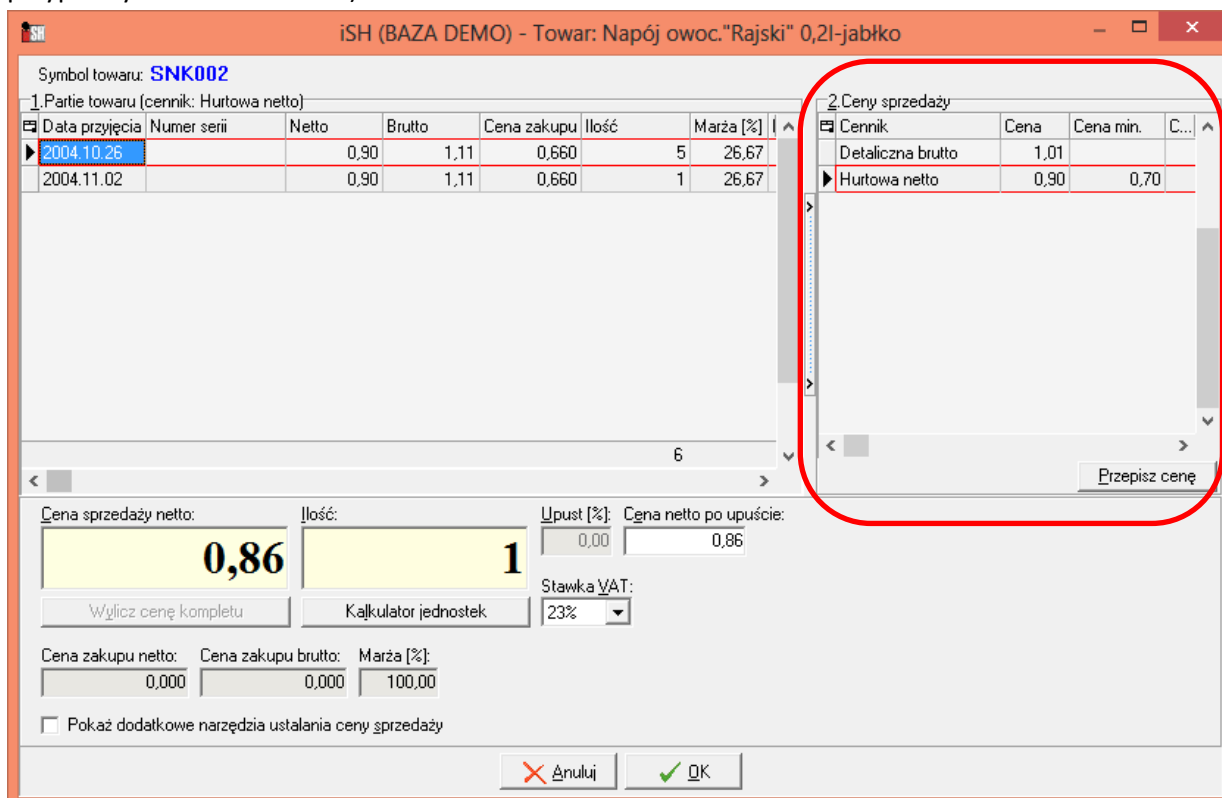 iSH
iSH (BAZA DEMO) - Towar: Napój owoc."Rajski" 0,2l-jabłko
Symbol towaru: SNK002
1.Partie towaru (cennik: Hurtowa netto)
Data przyjęcia Numer serii Netto Brutto Cena zakupu Ilość Marża [%]
2004.10.26 0,90 1,11 0,660 5 26,67
2004.11.02 0,90 1,11 0,660 1 26,67
6
2.Ceny sprzedaży
Cennik Cena Cena min. C...
Detaliczna brutto 1,01
Hurtowa netto 0,90 0,70
Przepisz cenę
Cena sprzedaży netto: Ilość: Upust [%]: Cena netto po upuście:
0,86 1 0,00 0,86
Stawka VAT:
Wylicz cenę kompletu Kalkulator jednostek 23%
Cena zakupu netto: Cena zakupu brutto: Marża [%]:
0,000 0,000 100,00
Pokaż dodatkowe narzędzia ustalania ceny sprzedaży
Anuluj OK